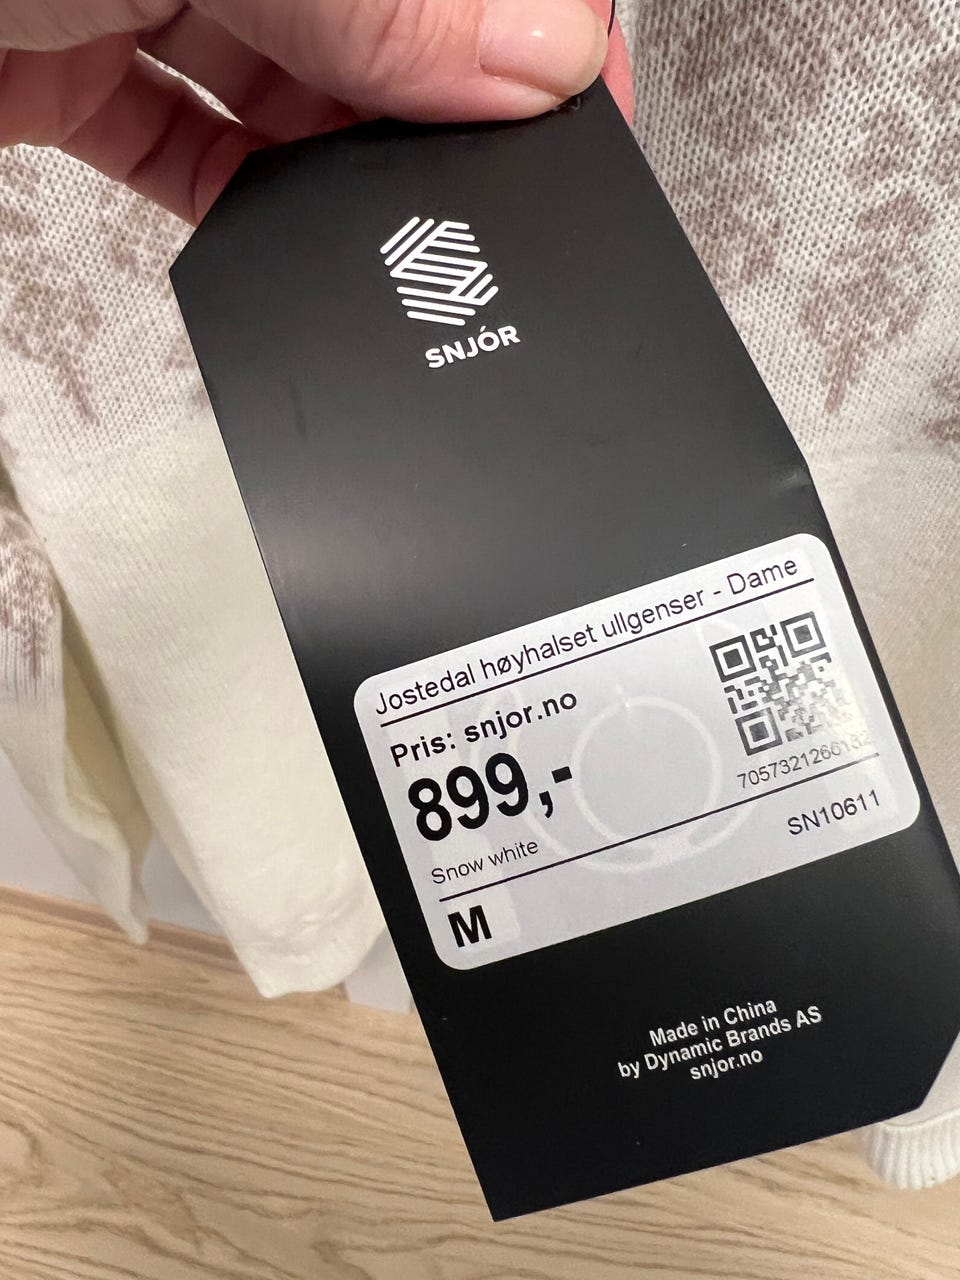 SNJÓR
Jostedal høyhalset ullgenser - Dame
Pris: snjor.no
899,-
Snow white
SN10611
M
Made in China
by Dynamic Brands AS
snjor.no